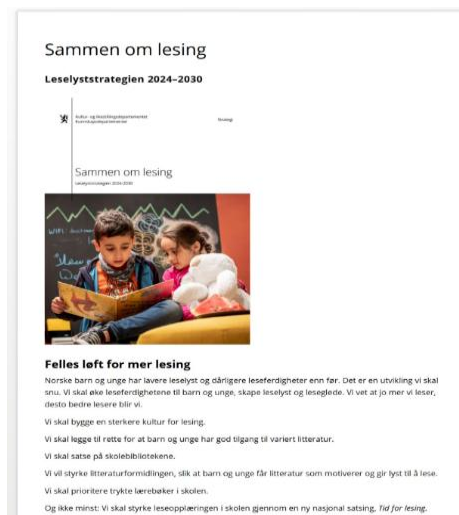 Sammen om lesing
Leselyststrategien 2024–2030
Kultur- og likestillingsdepartementet
Kunnskapsdepartementet
Strategi
Sammen om lesing
Leselyststrategien 2024–2030
WIFI:
Felles løft for mer lesing
Norske barn og unge har lavere leselyst og dårligere leseferdigheter enn før. Det er en utvikling vi skal
snu. Vi skal øke leseferdighetene til barn og unge, skape leselyst og leseglede. Vi vet at jo mer vi leser,
desto bedre lesere blir vi.
Vi skal bygge en sterkere kultur for lesing.
Vi skal legge til rette for at barn og unge har god tilgang til variert litteratur.
Vi skal satse på skolebibliotekene.
Vi vil styrke litteraturformidlingen, slik at barn og unge får litteratur som motiverer og gir lyst til å lese.
Vi skal prioritere trykte lærebøker i skolen.
Og ikke minst: Vi skal styrke leseopplæringen i skolen gjennom en ny nasjonal satsing, Tid for lesing.